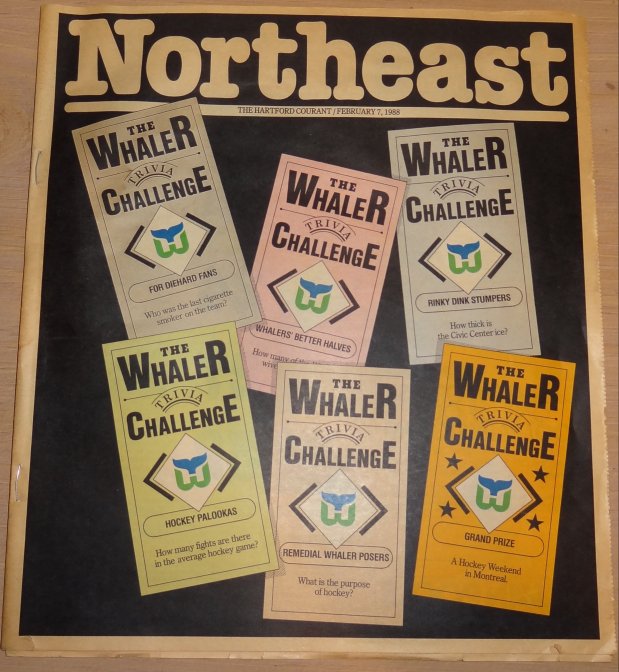 Northeast
THE HARTFORD COURANT / FEBRUARY 7, 1988
THE
WHALER
TRIVIA
CHALLENGE
FOR DIEHARD FANS
Who was the last cigarette
smoker on the team?
THE
WHALER
TRIVIA
CHALLENGE
WHALERS' BETTER HALVES
How many of the
wive
THE
WHALER
TRIVIA
CHALLENGE
RINKY DINK STUMPERS
How thick is
the Civic Center ice?
THE
WHALER
TRIVIA
CHALLENGE
HOCKEY PALOOKAS
How many fights are there
in the average hockey game?
THE
WHALER
TRIVIA
CHALLENGE
REMEDIAL WHALER POSERS
What is the purpose
of hockey?
THE
WHALER
TRIVIA
CHALLENGE
GRAND PRIZE
A Hockey Weekend
in Montreal.